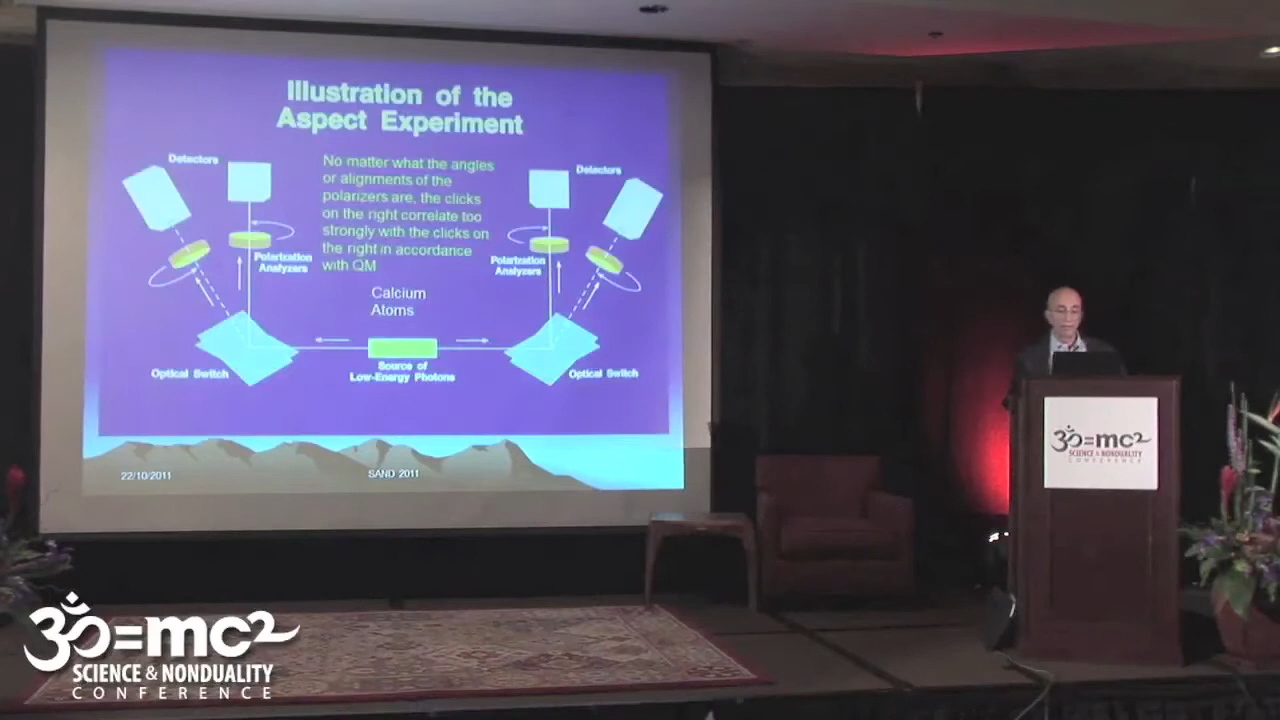 Illustration of the
Aspect Experiment
Detectors
No matter what the angles
or alignments of the
polarizers are, the clicks
on the right correlate too
strongly with the clicks on
the right in accordance
with QM
Detectors
Polarization
Analyzers
Polarization
Analyzers
Calcium
Atoms
Source of
Low-Energy Photons
Optical Switch
Optical Switch
22/10/2011
SAND 2011
ॐ=mc2
SCIENCE & NONDUALITY
CONFERENCE
ॐ=mc2
SCIENCE & NONDUALITY
CONFERENCE